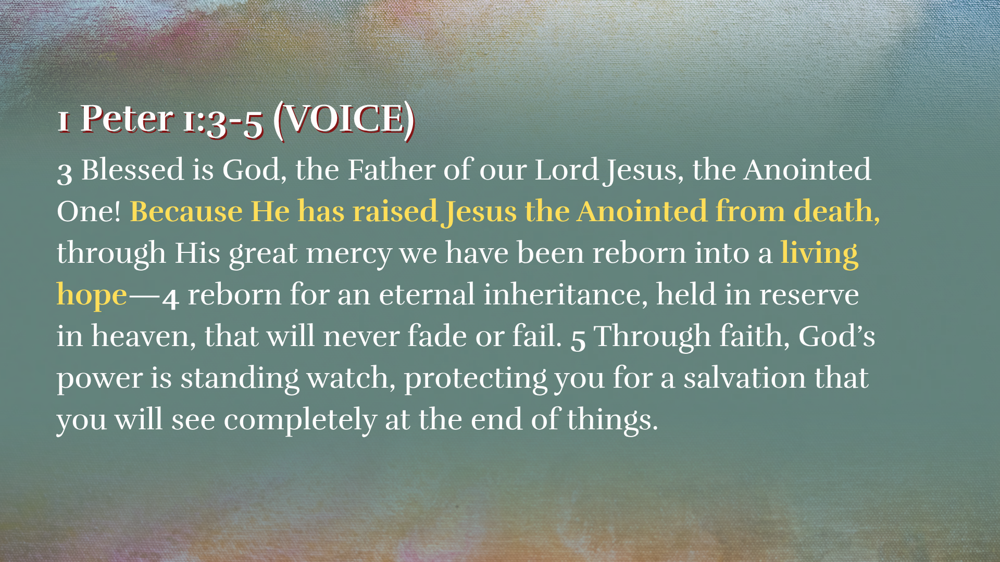 1 Peter 1:3-5 (VOICE)
3 Blessed is God, the Father of our Lord Jesus, the Anointed
One! Because He has raised Jesus the Anointed from death,
through His great mercy we have been reborn into a living
hope—4 reborn for an eternal inheritance, held in reserve
in heaven, that will never fade or fail. 5 Through faith, God’s
power is standing watch, protecting you for a salvation that
you will see completely at the end of things.